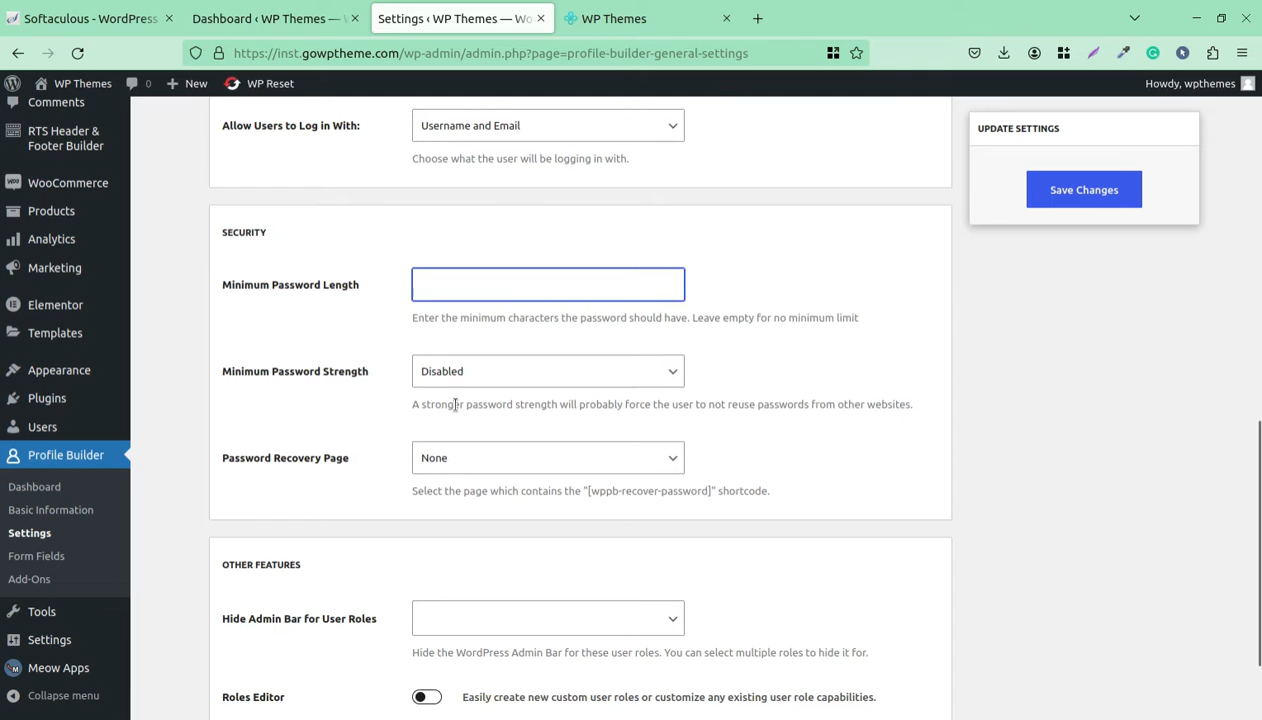 Softaculous - WordPress
Dashboard ‹ WP Themes —
Settings ‹ WP Themes — Wo
WP Themes
https://inst.gowptheme.com/wp-admin/admin.php?page=profile-builder-general-settings
WP Themes
0
New
WP Reset
Howdy, wpthemes
Comments
RTS Header &
Footer Builder
WooCommerce
Products
Analytics
Marketing
Elementor
Templates
Appearance
Plugins
Users
Profile Builder
Dashboard
Basic Information
Settings
Form Fields
Add-Ons
Tools
Settings
Meow Apps
Collapse menu
Allow Users to Log in With:
Username and Email
Choose what the user will be logging in with.
SECURITY
Minimum Password Length
Enter the minimum characters the password should have. Leave empty for no minimum limit
Minimum Password Strength
Disabled
A stronger password strength will probably force the user to not reuse passwords from other websites.
Password Recovery Page
None
Select the page which contains the "[wppb-recover-password]" shortcode.
OTHER FEATURES
Hide Admin Bar for User Roles
Hide the WordPress Admin Bar for these user roles. You can select multiple roles to hide it for.
Roles Editor
Easily create new custom user roles or customize any existing user role capabilities.
UPDATE SETTINGS
Save Changes